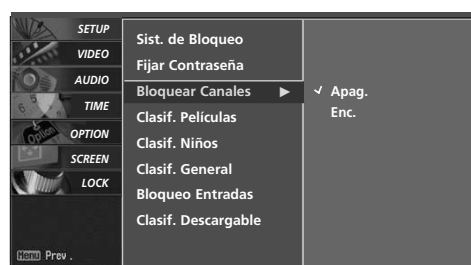 SETUP
VIDEO
AUDIO
TIME
OPTION
SCREEN
LOCK
Menu Prev.
Sist. de Bloqueo
Fijar Contraseña
Bloquear Canales ▶
Clasif. Películas
Clasif. Niños
Clasif. General
Bloqueo Entradas
Clasif. Descargable
✓ Apag.
Enc.